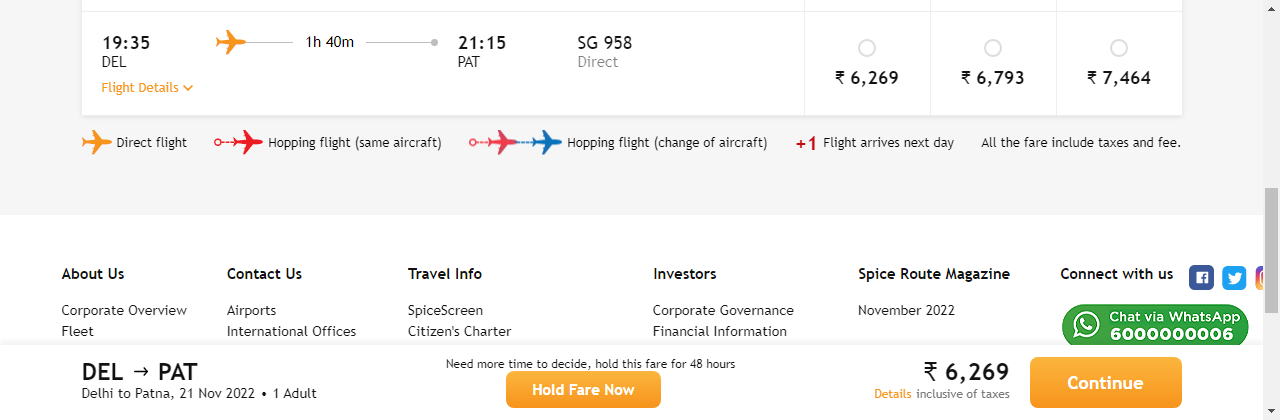 19:35
1h 40m
21:15
SG 958
DEL
PAT
Direct
Flight Details
₹ 6,269
₹ 6,793
₹ 7,464
Direct flight
Hopping flight (same aircraft)
Hopping flight (change of aircraft)
+1 Flight arrives next day
All the fare include taxes and fee.
About Us
Corporate Overview
Fleet
Contact Us
Airports
International Offices
Travel Info
SpiceScreen
Citizen's Charter
Investors
Corporate Governance
Financial Information
Spice Route Magazine
November 2022
Connect with us
Chat via WhatsApp
6000000006
DEL → PAT
Delhi to Patna, 21 Nov 2022 • 1 Adult
Need more time to decide, hold this fare for 48 hours
Hold Fare Now
₹ 6,269
Details inclusive of taxes
Continue